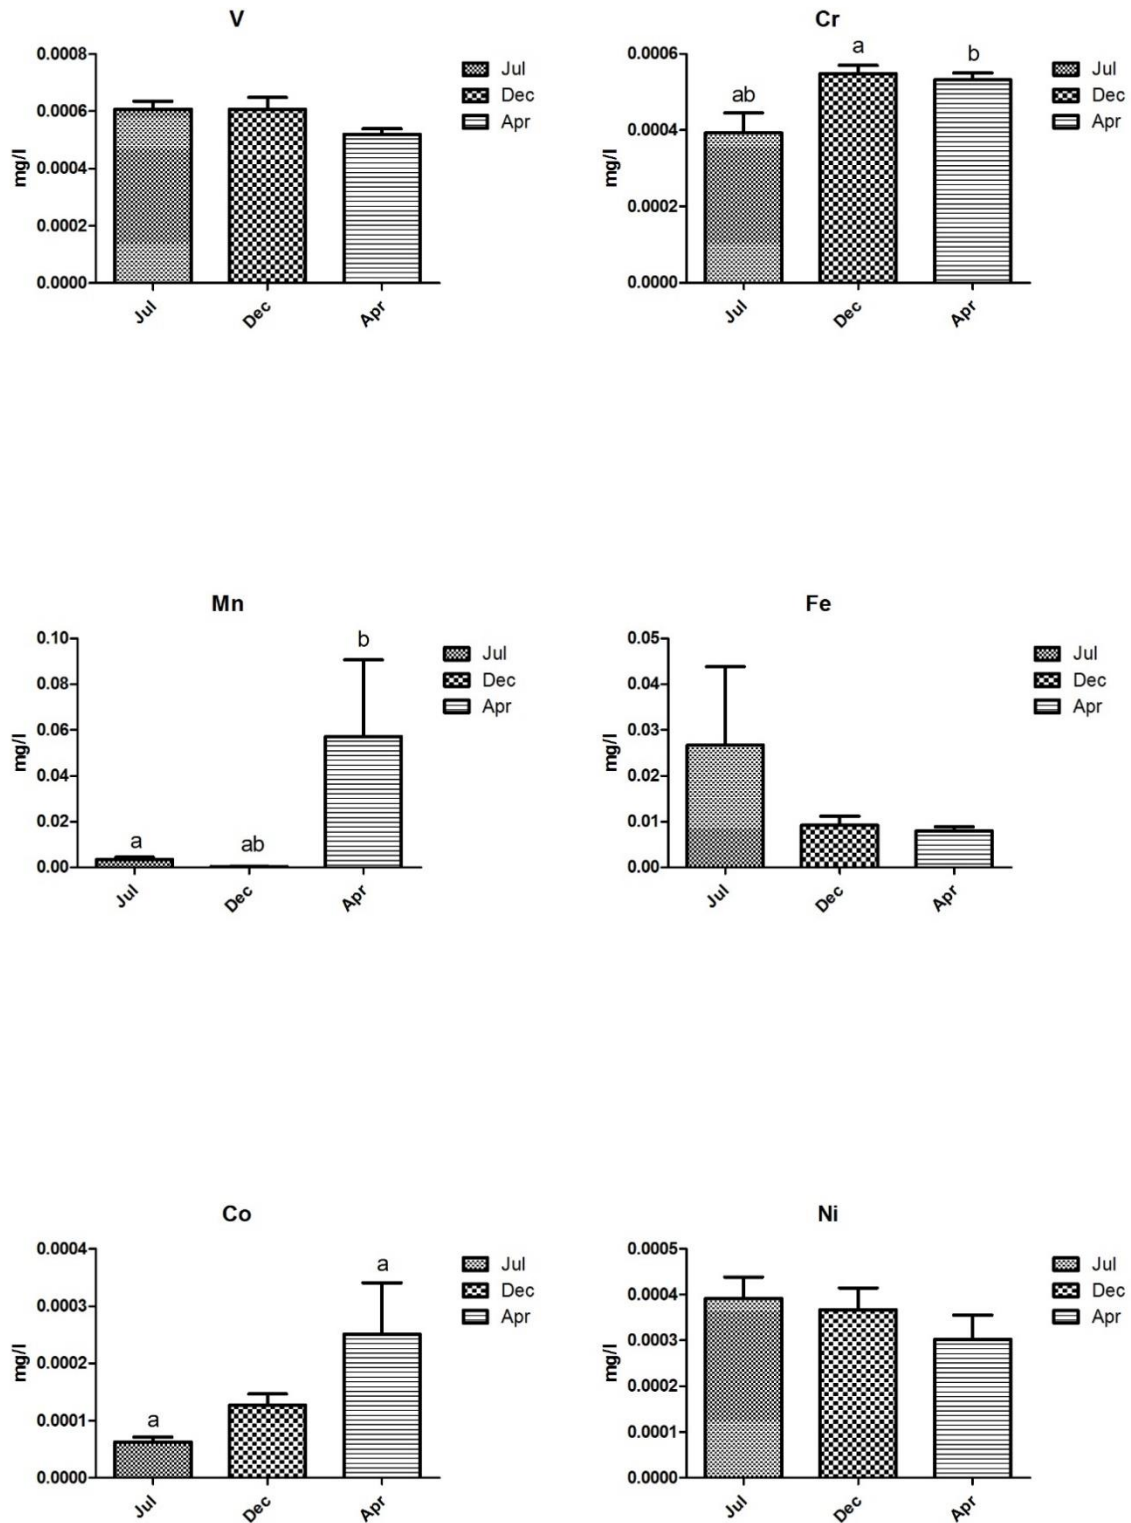 V
mg/l
0.0008
0.0006
0.0004
0.0002
0.0000
Jul
Dec
Apr
Jul
Dec
Apr
Cr
mg/l
0.0006
0.0004
0.0002
0.0000
ab
a
b
Jul
Dec
Apr
Jul
Dec
Apr
Mn
mg/l
0.10
0.08
0.06
0.04
0.02
0.00
a
ab
b
Jul
Dec
Apr
Jul
Dec
Apr
Fe
mg/l
0.05
0.04
0.03
0.02
0.01
0.00
Jul
Dec
Apr
Jul
Dec
Apr
Co
mg/l
0.0004
0.0003
0.0002
0.0001
0.0000
a
a
Jul
Dec
Apr
Jul
Dec
Apr
Ni
mg/l
0.0005
0.0004
0.0003
0.0002
0.0001
0.0000
Jul
Dec
Apr
Jul
Dec
Apr